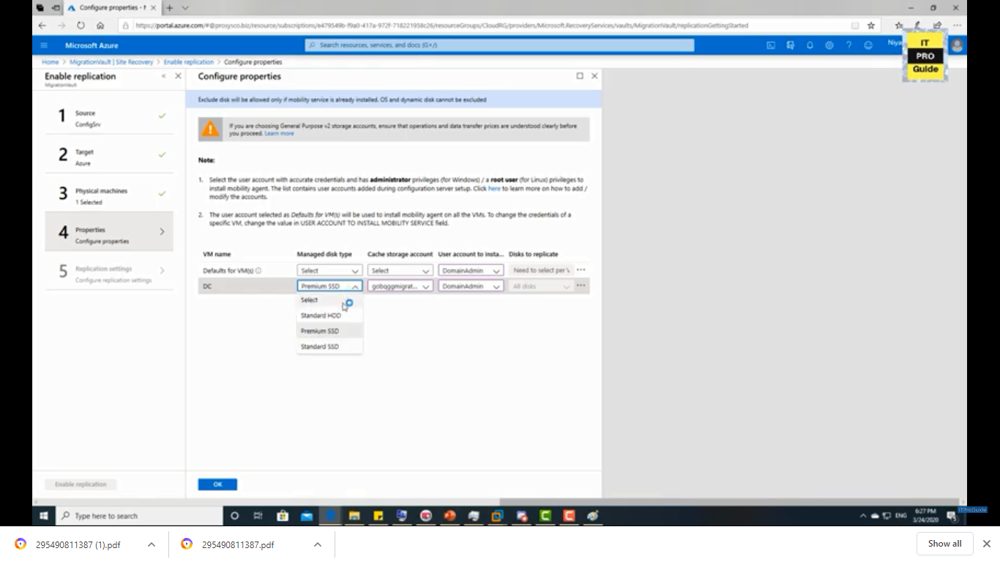 Configure properties - M
https://portal.azure.com/#@prosysco.biz/resource/subscriptions/e479549b-f9a0-417a-972f-718221958c26/resourceGroups/CloudRG/providers/Microsoft.RecoveryServices/vaults/MigrationVault/replicationGettingStarted
Microsoft Azure
Search resources, services, and docs (G+/)
Niya
IT
PRO
Guide
Home > MigrationVault | Site Recovery > Enable replication > Configure properties
Enable replication
MigrationVault
Configure properties
Exclude disk will be allowed only if mobility service is already installed. OS and dynamic disk cannot be excluded
1 Source
ConfigSrv
2 Target
Azure
3 Physical machines
1 Selected
4 Properties
Configure properties
5 Replication settings
Configure replication settings
If you are choosing General Purpose v2 storage accounts, ensure that operations and data transfer prices are understood clearly before
you proceed. Learn more
Note:
1. Select the user account with accurate credentials and has administrator privileges (for Windows) / a root user (for Linux) privileges to
install mobility agent. The list contains user accounts added during configuration server setup. Click here to learn more on how to add /
modify the accounts.
2. The user account selected as Defaults for VM(s) will be used to install mobility agent on all the VMs. To change the credentials of a
specific VM, change the value in USER ACCOUNT TO INSTALL MOBILITY SERVICE field.
VM name Managed disk type Cache storage account User account to insta... Disks to replicate
Defaults for VM(s) Select Select DomainAdmin Need to select per V ...
DC Premium SSD goboggmigrat... DomainAdmin All disks ...
Select
Standard HDD
Premium SSD
Standard SSD
Enable replication
OK
Type here to search
ENG
6:27 PM
3/24/2020
5
ITProGuide
295490811387 (1).pdf
295490811387.pdf
Show all